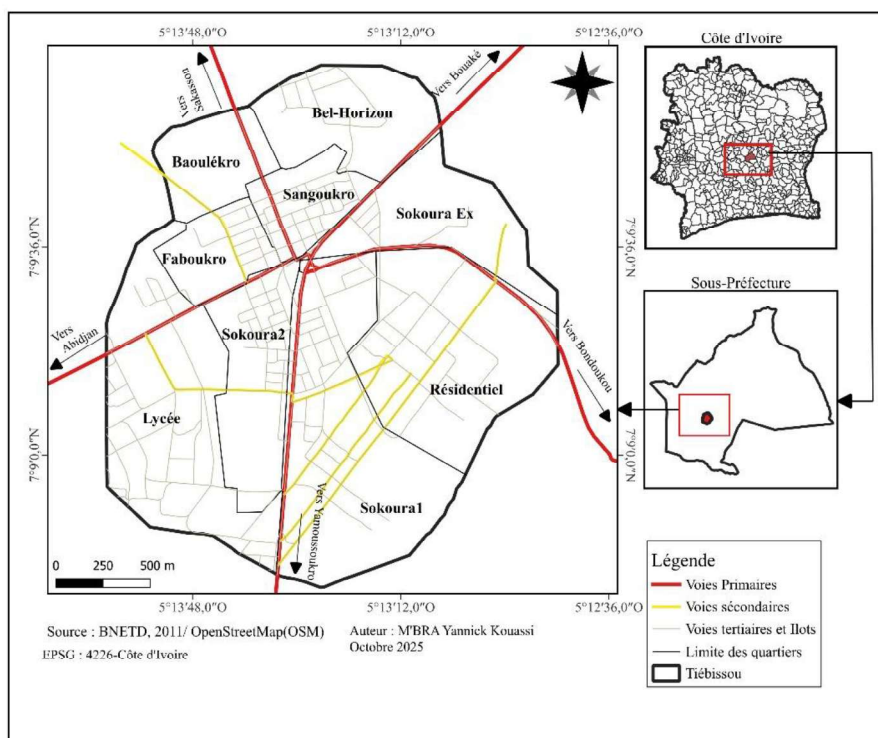 5°13'48,0"O 5°13'12,0"O 5°12'36,0"O
Côte d'Ivoire
Vers Sakasson
Vers Bouaké
Bel-Horizon
Baoulékro
Sangoukro
Sokoura Ex
7°9'36,0"N
7°9'36,0"N
Faboukro
Sous-Préfecture
Vers Abidjan
Sokoura2
Vers Bondoukou
Résidentiel
Lycée
7°9'0,0"N
7°9'0,0"N
Sokoura1
Vers Yamoussoukro
0 250 500 m
5°13'48,0"O 5°13'12,0"O 5°12'36,0"O
Légende
Voies Primaires
Voies sécondaires
Voies tertiaires et Ilots
Limite des quartiers
Tiébissou
Source : BNETD, 2011/ OpenStreetMap(OSM)
EPSG : 4226-Côte d'Ivoire
Auteur : M'BRA Yannick Kouassi
Octobre 2025